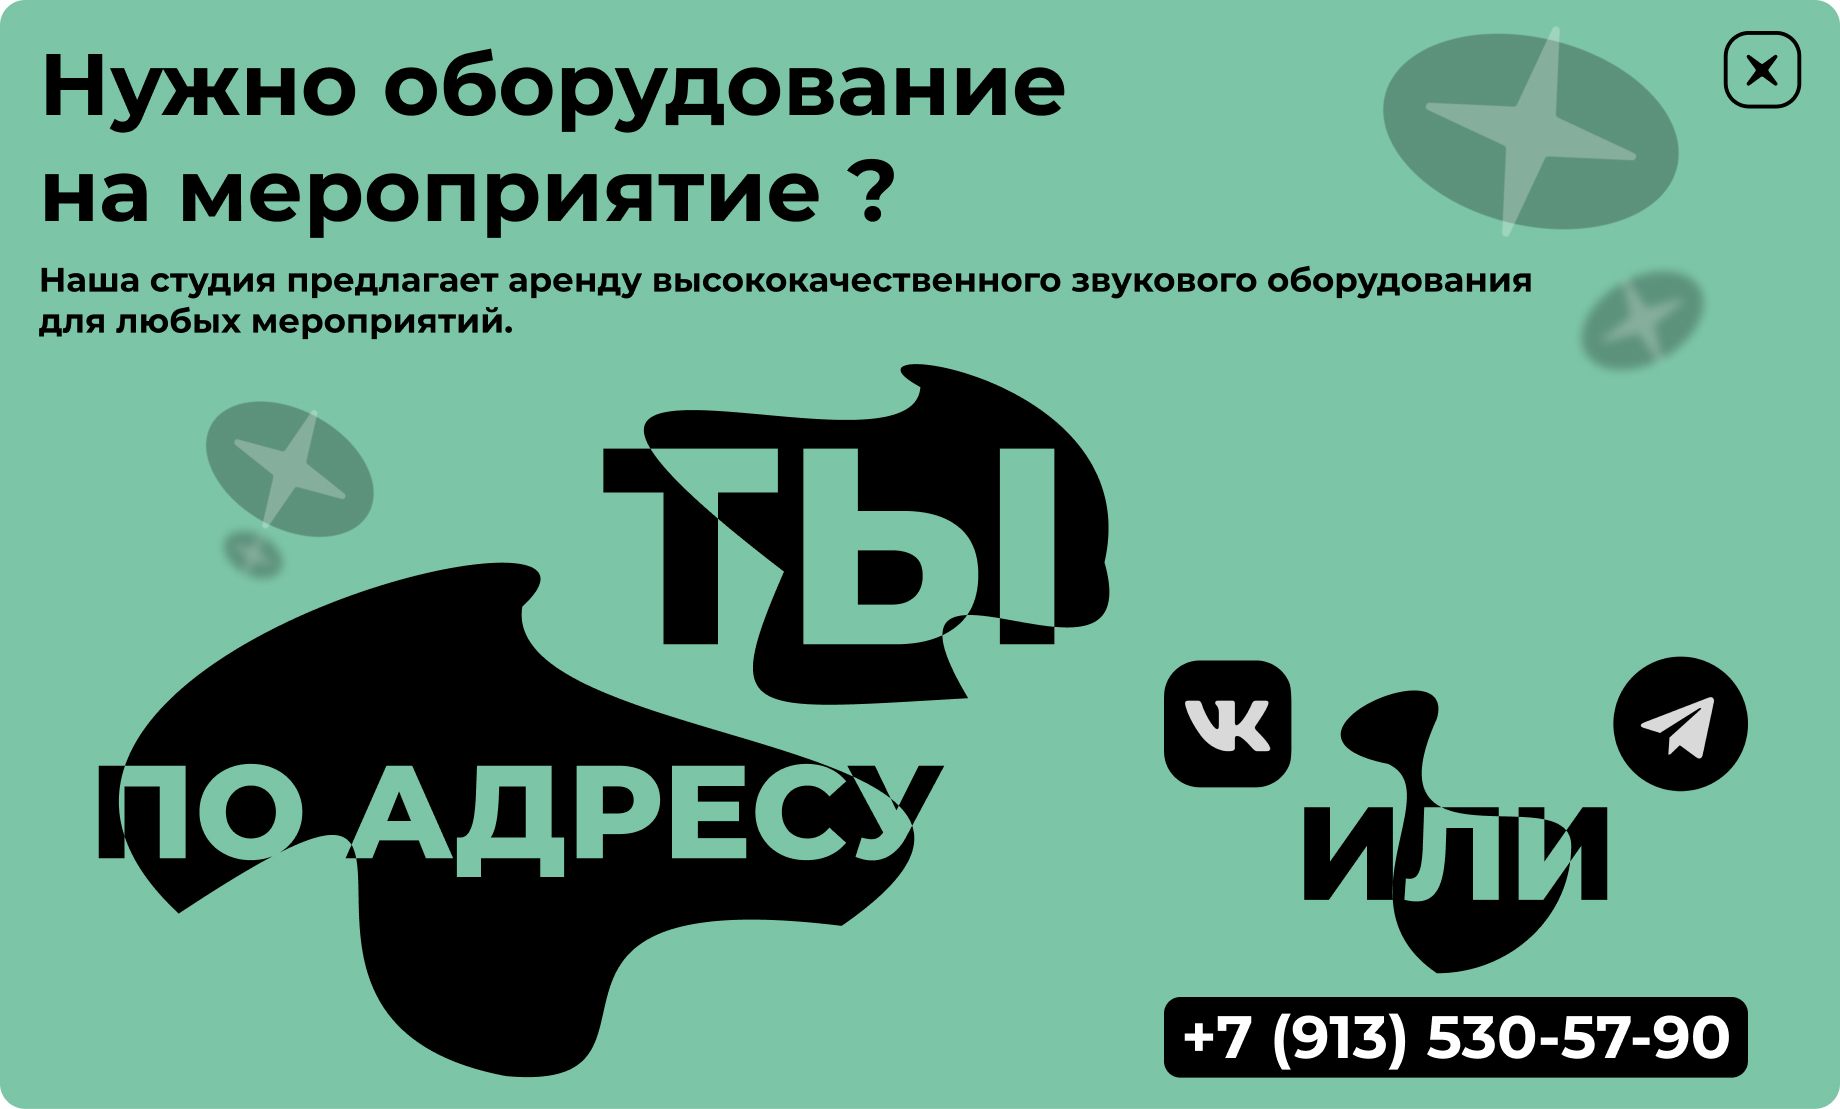 Нужно оборудование
на мероприятие ?
Наша студия предлагает аренду высококачественного звукового оборудования
для любых мероприятий.
ТЫ
ПО АДРЕСУ
ИЛИ
+7 (913) 530-57-90